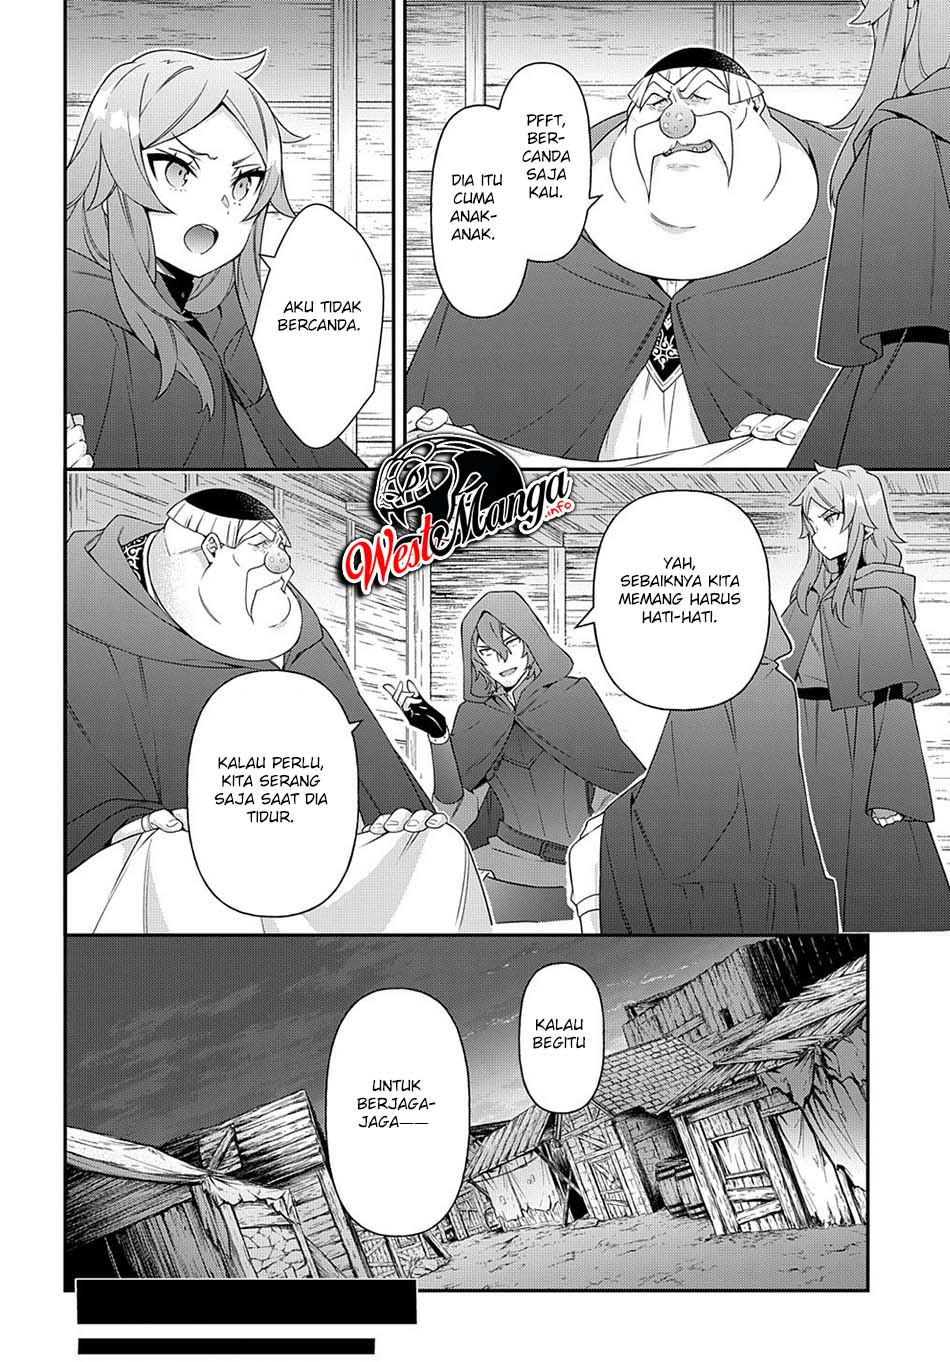 PFFT,
BER-
CANDA
SAJA
KAU.
DIA ITU
CUMA
ANAK-
ANAK.
AKU TIDAK
BERCANDA.
WestManga
.info
YAH,
SEBAIKNYA KITA
MEMANG HARUS
HATI-HATI.
KALAU PERLU,
KITA SERANG
SAJA SAAT DIA
TIDUR.
KALAU
BEGITU
UNTUK
BERJAGA-
JAGA——